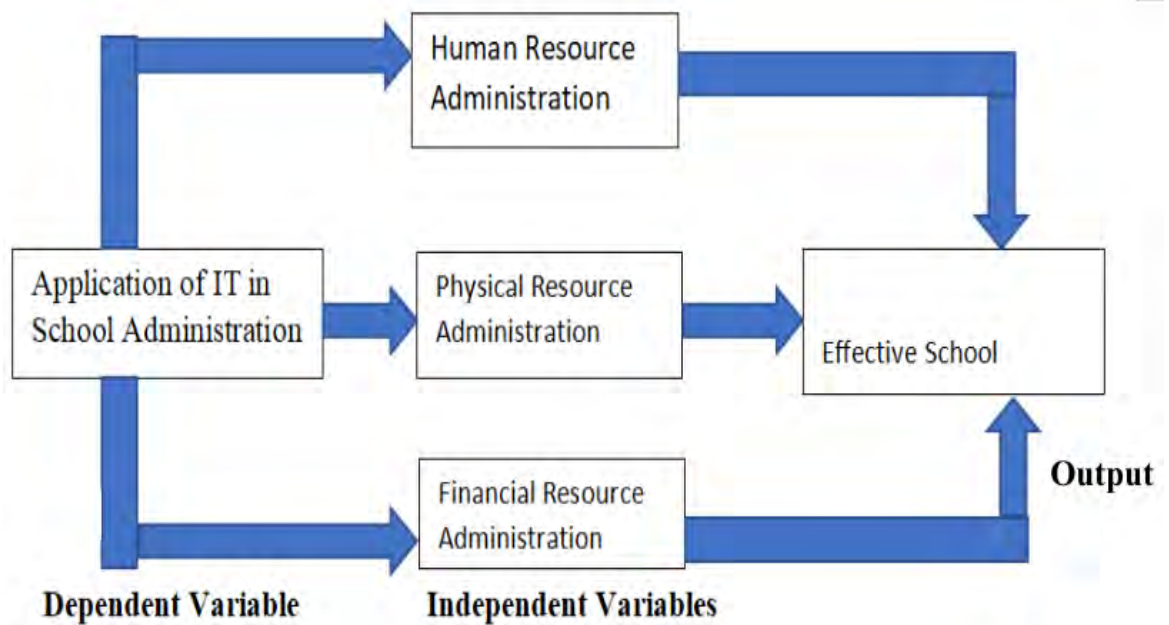 Human Resource
Administration
Application of IT in
School Administration
Physical Resource
Administration
Effective School
Financial Resource
Administration
Output
Dependent Variable
Independent Variables